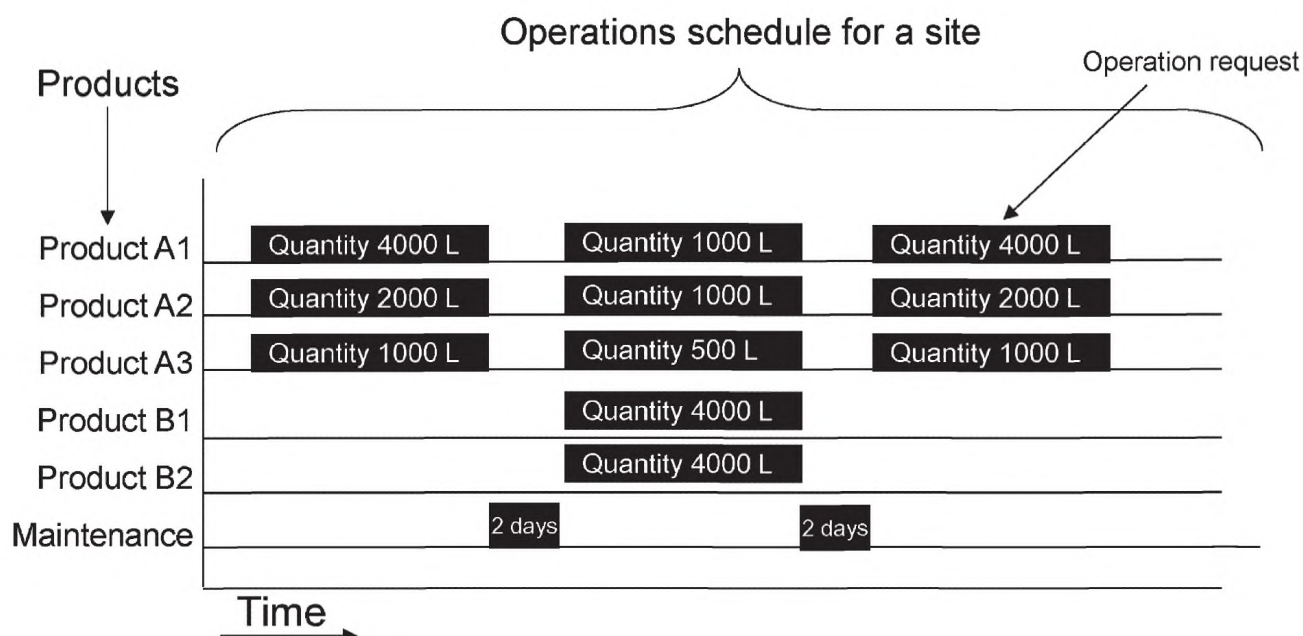 Operations schedule for a site
Operation request
Products
Product A1 Quantity 4000 L Quantity 1000 L Quantity 4000 L
Product A2 Quantity 2000 L Quantity 1000 L Quantity 2000 L
Product A3 Quantity 1000 L Quantity 500 L Quantity 1000 L
Product B1 Quantity 4000 L
Product B2 Quantity 4000 L
Maintenance 2 days 2 days
Time